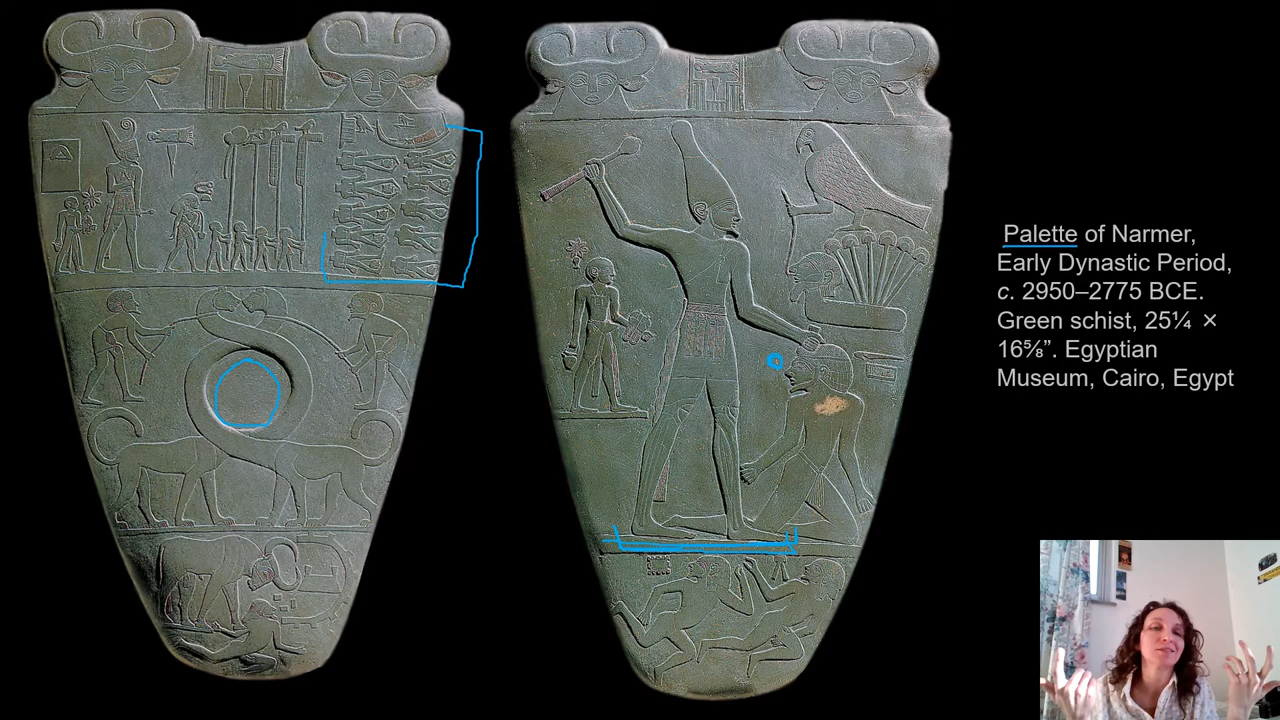 Palette of Narmer,
Early Dynastic Period,
c. 2950–2775 BCE.
Green schist, 25¼ ×
16⅝”. Egyptian
Museum, Cairo, Egypt